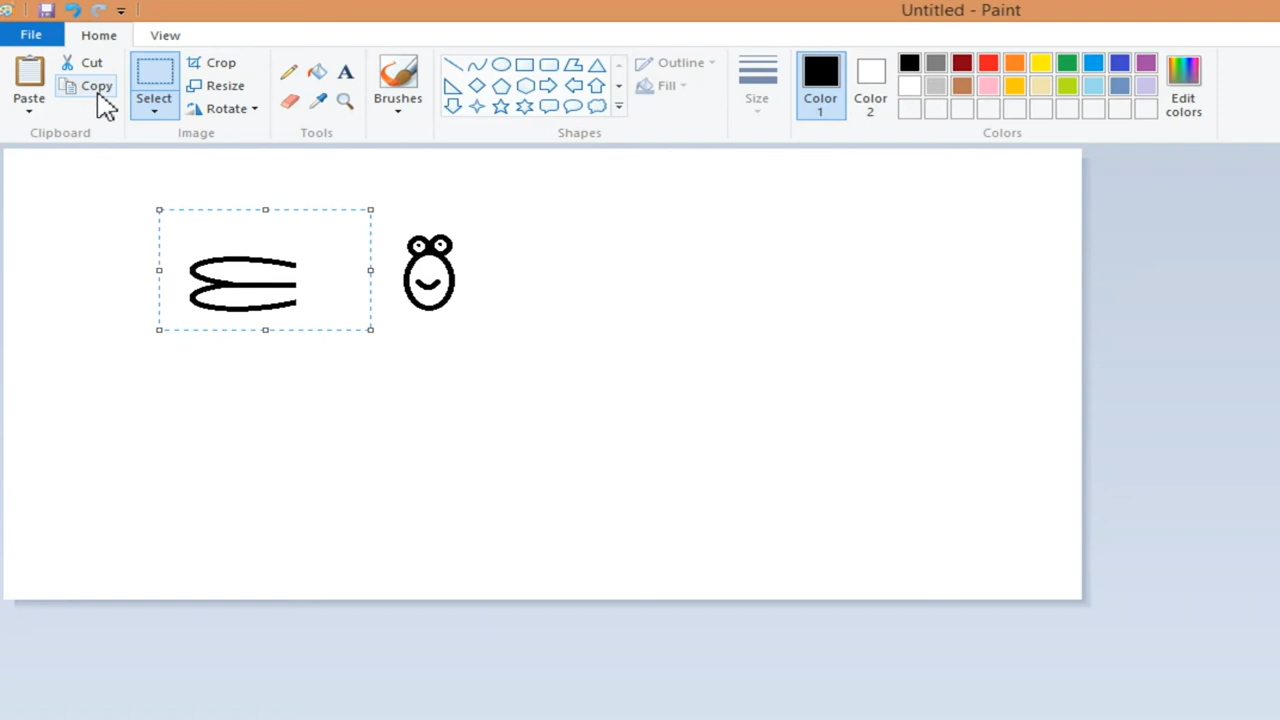 Untitled - Paint
File Home View
Paste
Cut
Copy
Clipboard
Select
Crop
Resize
Rotate
Image
A
Tools
Brushes
Shapes
Outline
Fill
Size
Color
1
Color
2
Edit
colors
Colors